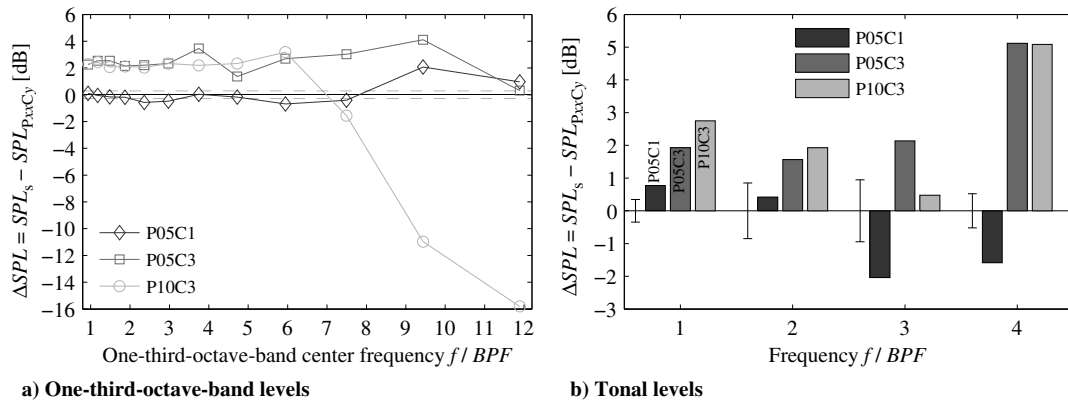 6
4
2
0
−2
−4
−6
−8
−10
−12
−14
−16
ΔSPL = SPLs − SPLPxxCy [dB]
P05C1
P05C3
P10C3
1 2 3 4 5 6 7 8 9 10 11 12
One-third-octave-band center frequency f / BPF
a) One-third-octave-band levels
6
5
4
3
2
1
0
−1
−2
−3
ΔSPL = SPLs − SPLPxxCy [dB]
P05C1
P05C3
P10C3
P05C1
P05C3
P10C3
1 2 3 4
Frequency f / BPF
b) Tonal levels